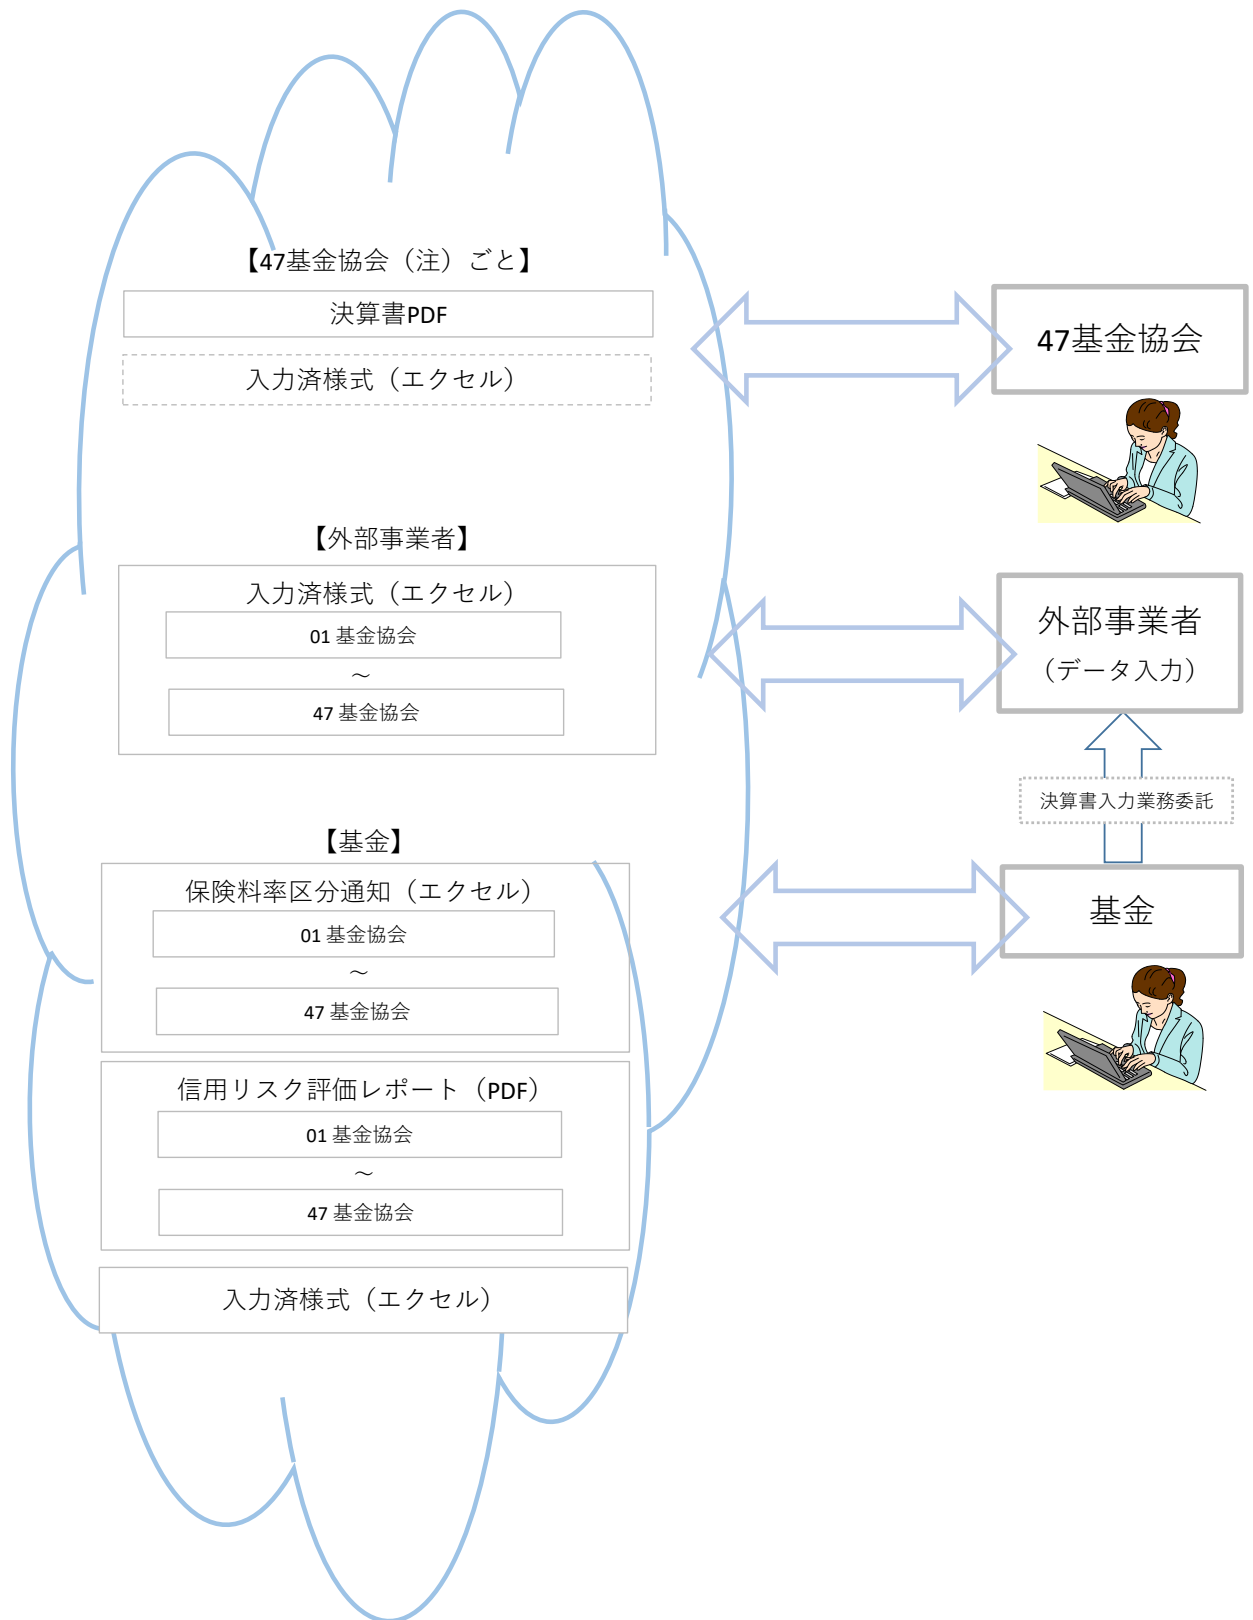 【47基金協会（注）ごと】
決算書PDF
入力済様式（エクセル）
47基金協会
【外部事業者】
入力済様式（エクセル）
01 基金協会
～
47 基金協会
外部事業者
（データ入力）
決算書入力業務委託
【基金】
保険料率区分通知（エクセル）
01 基金協会
～
47 基金協会
基金
信用リスク評価レポート（PDF）
01 基金協会
～
47 基金協会
入力済様式（エクセル）